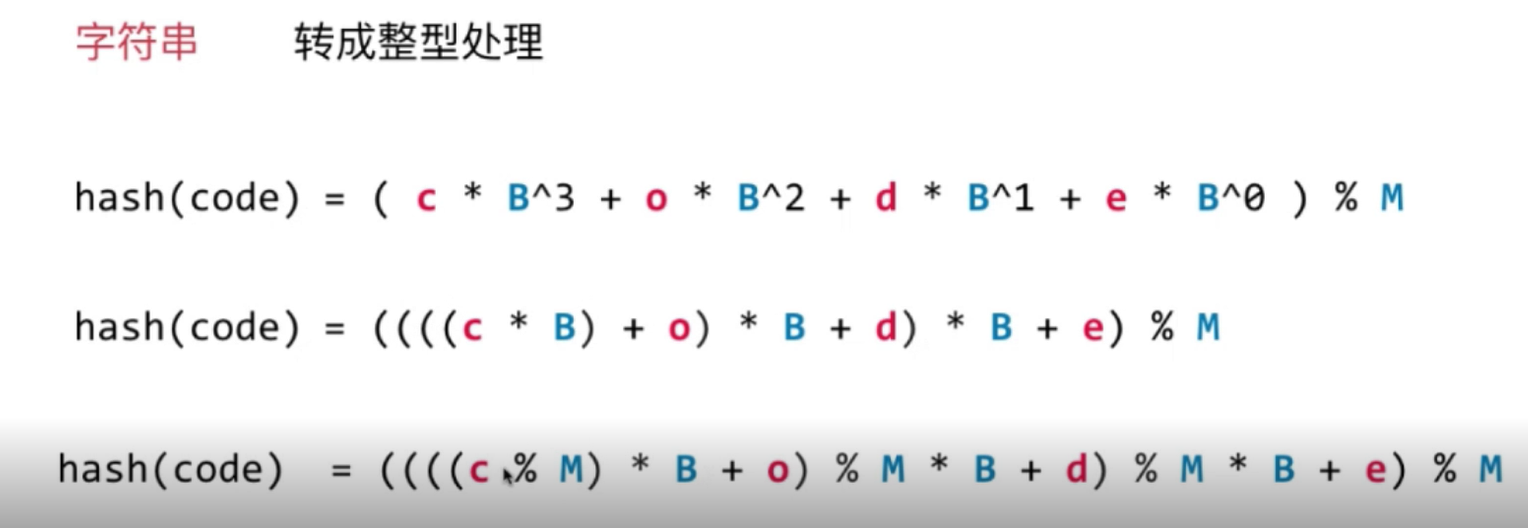 字符串 转成整型处理
hash(code) = ( c * B^3 + o * B^2 + d * B^1 + e * B^0 ) % M
hash(code) = ((((c * B) + o) * B + d) * B + e) % M
hash(code) = ((((c % M) * B + o) % M * B + d) % M * B + e) % M